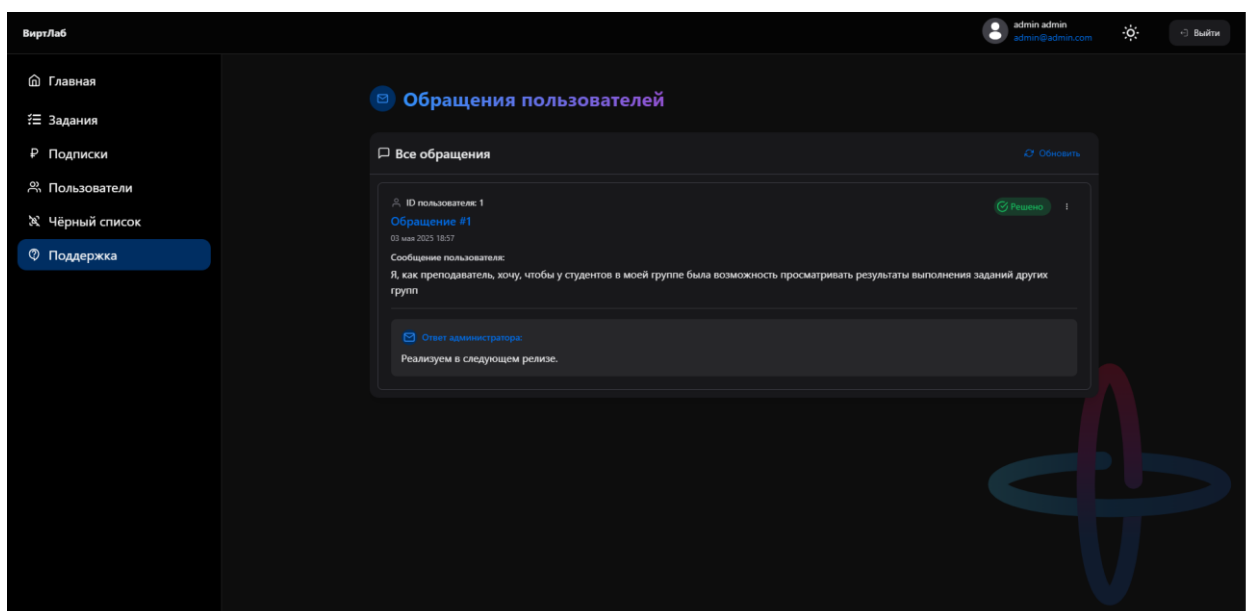 ВиртЛаб
admin admin
admin@admin.com
Выйти
Главная
Задания
Подписки
Пользователи
Чёрный список
Поддержка
Обращения пользователей
Все обращения
Обновить
ID пользователя: 1
Решено
Обращение #1
03 мая 2025 18:57
Сообщение пользователя:
Я, как преподаватель, хочу, чтобы у студентов в моей группе была возможность просматривать результаты выполнения заданий других
групп
Ответ администратора:
Реализуем в следующем релизе.